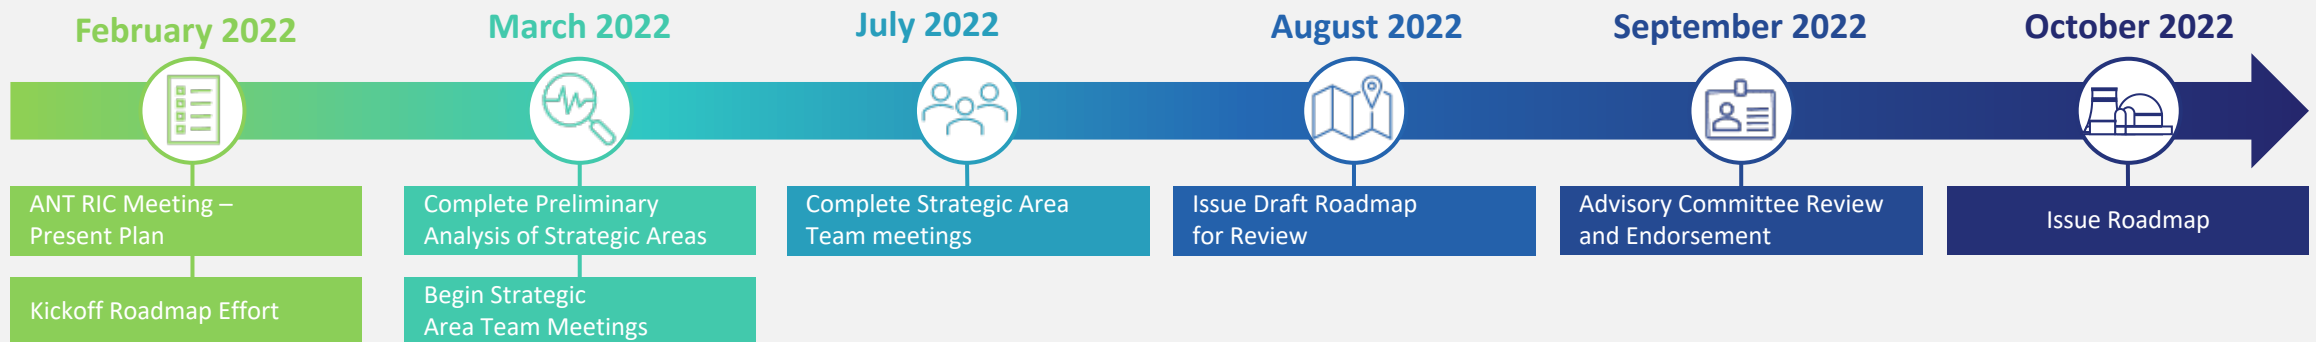 February 2022
ANT RIC Meeting –
Present Plan
Kickoff Roadmap Effort
March 2022
Complete Preliminary
Analysis of Strategic Areas
Begin Strategic
Area Team Meetings
July 2022
Complete Strategic Area
Team meetings
August 2022
Issue Draft Roadmap
for Review
September 2022
Advisory Committee Review
and Endorsement
October 2022
Issue Roadmap